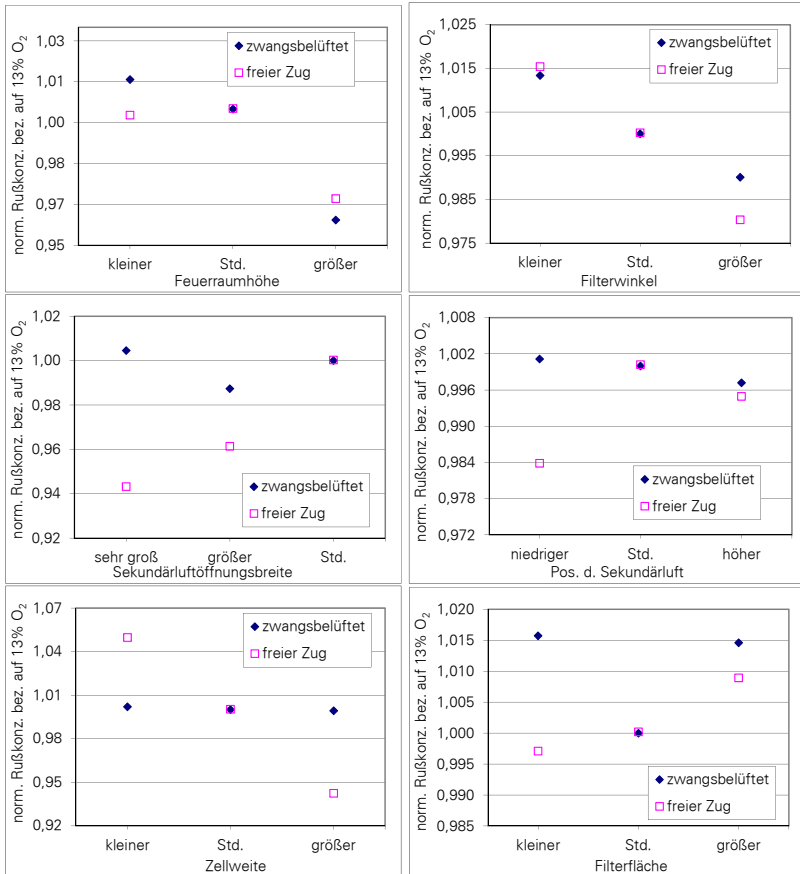 norm. Rußkonz. bez. auf 13% O₂
1,03
1,01
1,00
0,98
0,97
0,95
zwangsbelüftet
freier Zug
kleiner Std. größer
Feuerraumhöhe
norm. Rußkonz. bez. auf 13% O₂
1,025
1,015
1,005
0,995
0,985
0,975
zwangsbelüftet
freier Zug
kleiner Std. größer
Filterwinkel
norm. Rußkonz. bez. auf 13% O₂
1,02
1,00
0,98
0,96
0,94
0,92
zwangsbelüftet
freier Zug
sehr groß größer Std.
Sekundärluftöffnungsbreite
norm. Rußkonz. bez. auf 13% O₂
1,008
1,002
0,996
0,990
0,984
0,978
0,972
zwangsbelüftet
freier Zug
niedriger Std. höher
Pos. d. Sekundärluft
norm. Rußkonz. bez. auf 13% O₂
1,07
1,04
1,01
0,98
0,95
0,92
zwangsbelüftet
freier Zug
kleiner Std. größer
Zellweite
norm. Rußkonz. bez. auf 13% O₂
1,020
1,015
1,010
1,005
1,000
0,995
0,990
0,985
zwangsbelüftet
freier Zug
kleiner Std. größer
Filterfläche